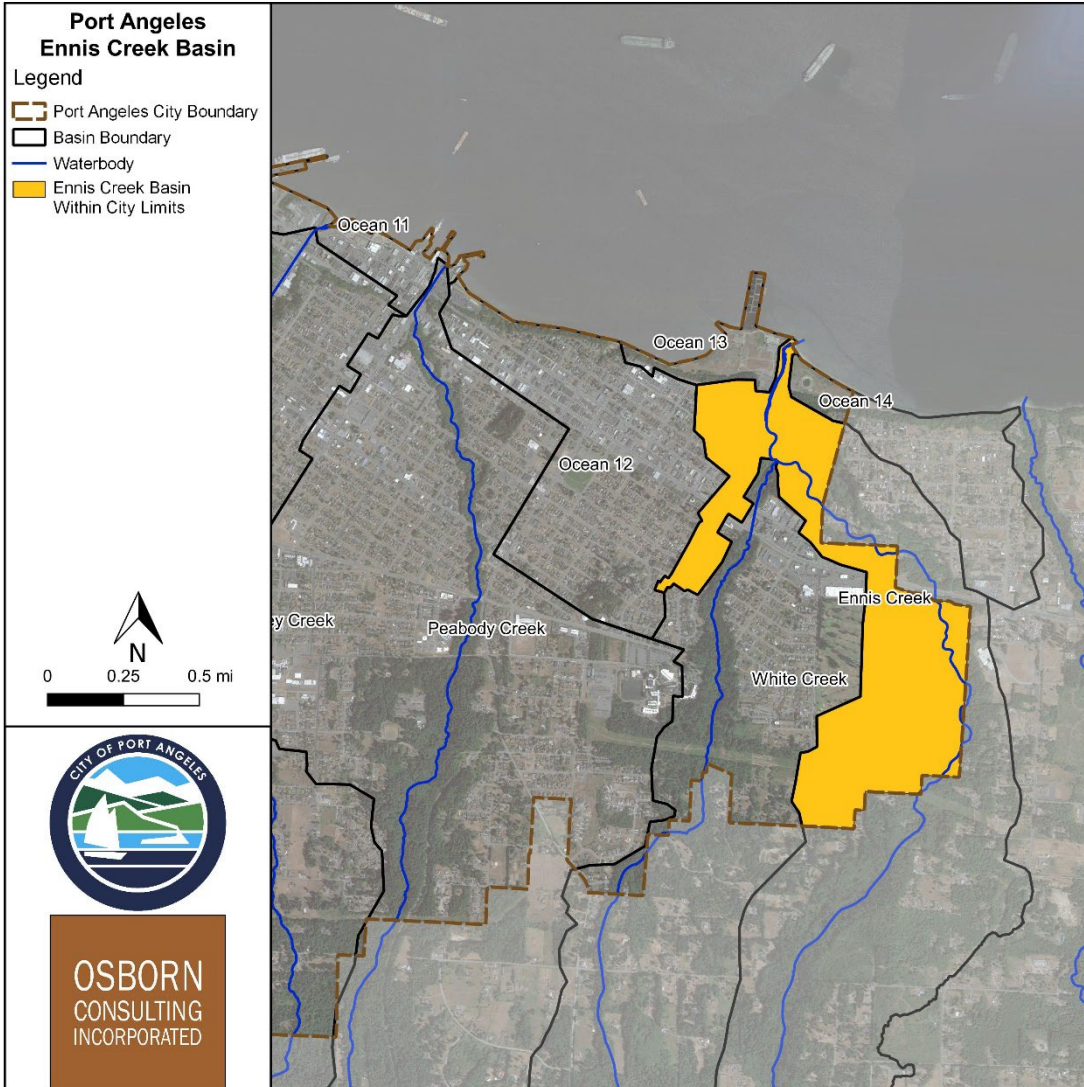 Port Angeles
Ennis Creek Basin
Legend
Port Angeles City Boundary
Basin Boundary
Waterbody
Ennis Creek Basin
Within City Limits
N
0 0.25 0.5 mi
CITY OF PORT ANGELES
OSBORN
CONSULTING
INCORPORATED
Ocean 11
Ocean 13
Ocean 14
Ocean 12
Ennis Creek
ey Creek
Peabody Creek
White Creek